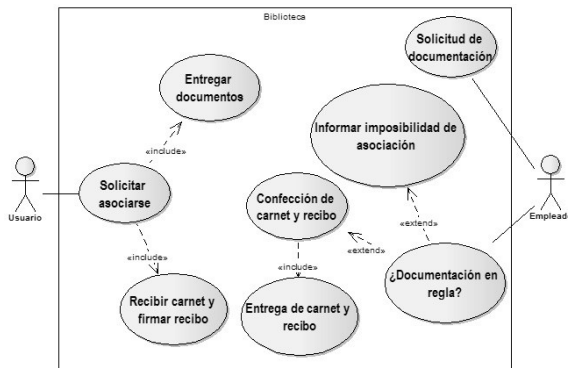 Biblioteca
Solicitud de
documentación
Entregar
documentos
Informar imposibilidad de
asociación
«include»
Solicitar
asociarse
Usuario
Confección de
carnet y recibo
Empleado
«extend»
«extend»
«include»
«include»
¿Documentación en
regla?
Recibir carnet y
firmar recibo
Entrega de carnet y
recibo